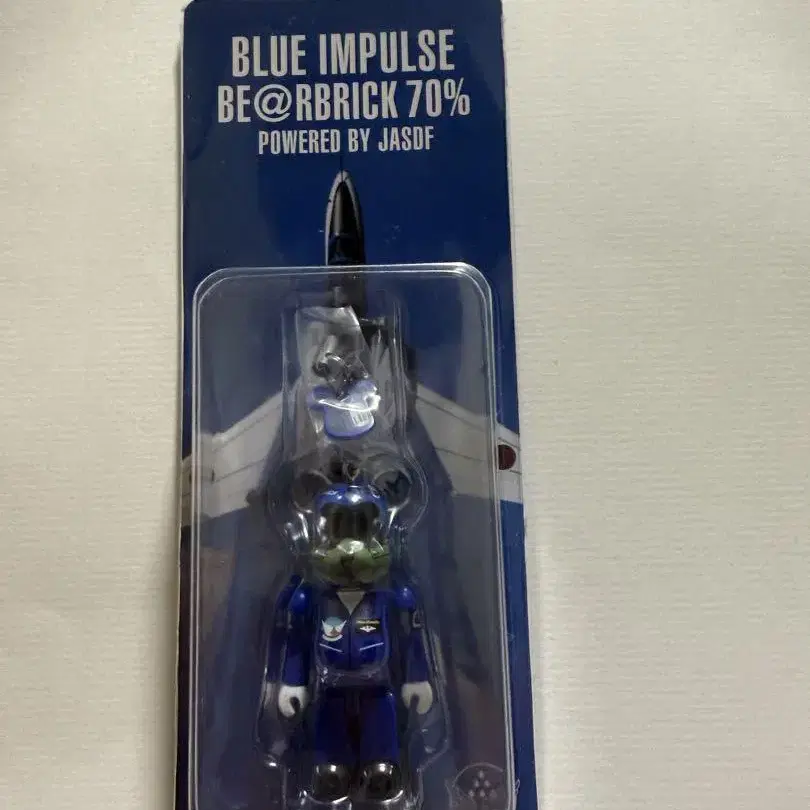 BLUE IMPULSE
BE@RBRICK 70%
POWERED BY JASDF